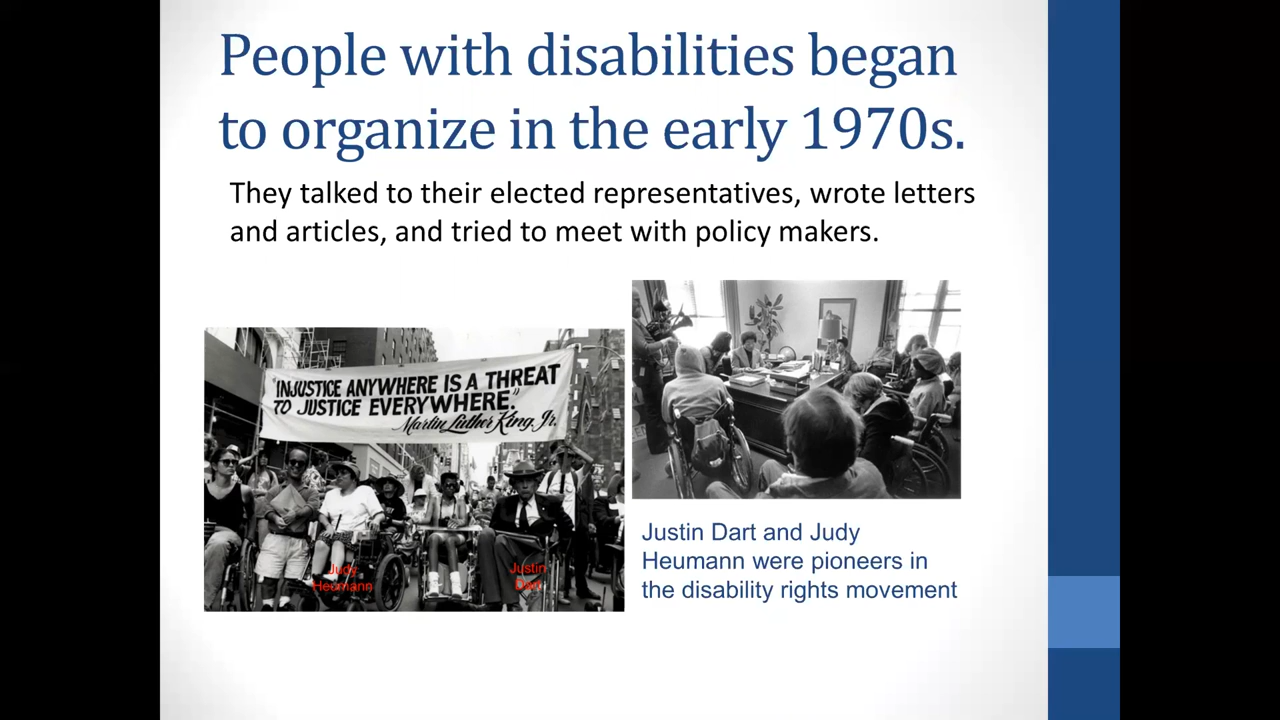 People with disabilities began
to organize in the early 1970s.
They talked to their elected representatives, wrote letters
and articles, and tried to meet with policy makers.
"INJUSTICE ANYWHERE IS A THREAT
TO JUSTICE EVERYWHERE."
Martin Luther King, Jr.
Judy
Heumann
Justin
Dart
Justin Dart and Judy
Heumann were pioneers in
the disability rights movement